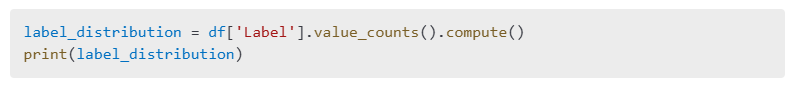 label_distribution = df['Label'].value_counts().compute()
print(label_distribution)